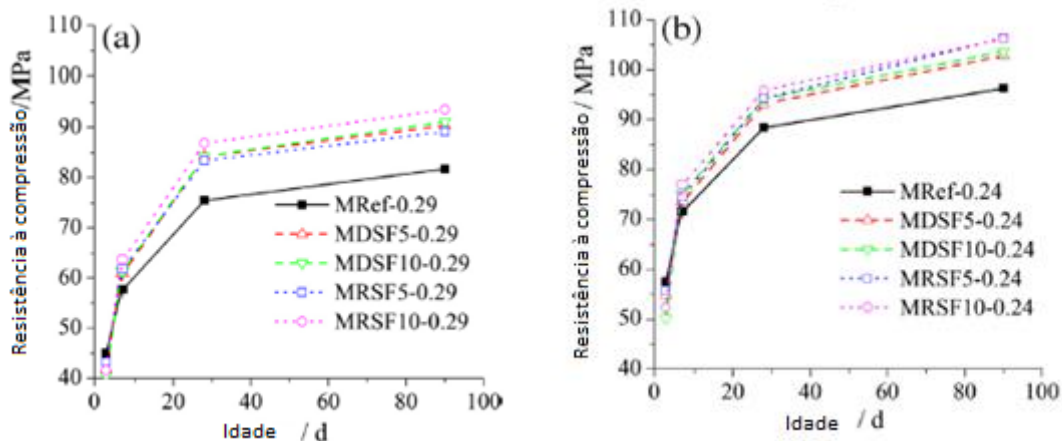 (a)
Resistência à compressão/MPa
110
100
90
80
70
60
50
40
MRef-0.29
MDSF5-0.29
MDSF10-0.29
MRSF5-0.29
MRSF10-0.29
0 20 40 60 80 100
Idade / d
(b)
Resistência à compressão / MPa
110
100
90
80
70
60
50
40
MRef-0.24
MDSF5-0.24
MDSF10-0.24
MRSF5-0.24
MRSF10-0.24
0 20 40 60 80 100
Idade / d